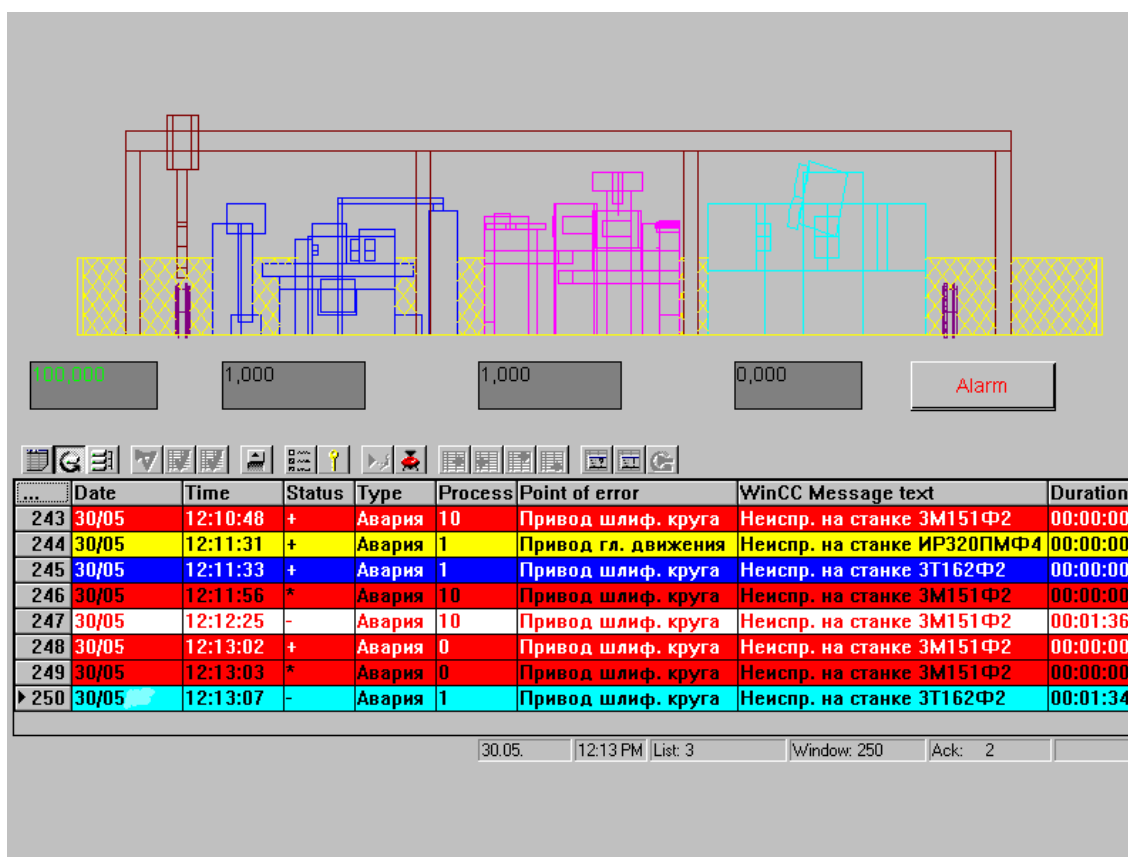 100,000 1,000 1,000 0,000 Alarm
... Date Time Status Type Process Point of error WinCC Message text Duration
243 30/05 12:10:48 + Авария 10 Привод шлиф. круга Неиспр. на станке 3М151Ф2 00:00:00
244 30/05 12:11:31 + Авария 1 Привод гл. движения Неиспр. на станке ИР320ПМФ4 00:00:00
245 30/05 12:11:33 + Авария 1 Привод шлиф. круга Неиспр. на станке 3Т162Ф2 00:00:00
246 30/05 12:11:56 * Авария 10 Привод шлиф. круга Неиспр. на станке 3М151Ф2 00:00:00
247 30/05 12:12:25 - Авария 10 Привод шлиф. круга Неиспр. на станке 3М151Ф2 00:01:36
248 30/05 12:13:02 + Авария 0 Привод шлиф. круга Неиспр. на станке 3М151Ф2 00:00:00
249 30/05 12:13:03 * Авария 0 Привод шлиф. круга Неиспр. на станке 3М151Ф2 00:00:00
250 30/05 12:13:07 - Авария 1 Привод шлиф. круга Неиспр. на станке 3Т162Ф2 00:01:34
30.05. 12:13 PM List: 3 Window: 250 Ack: 2